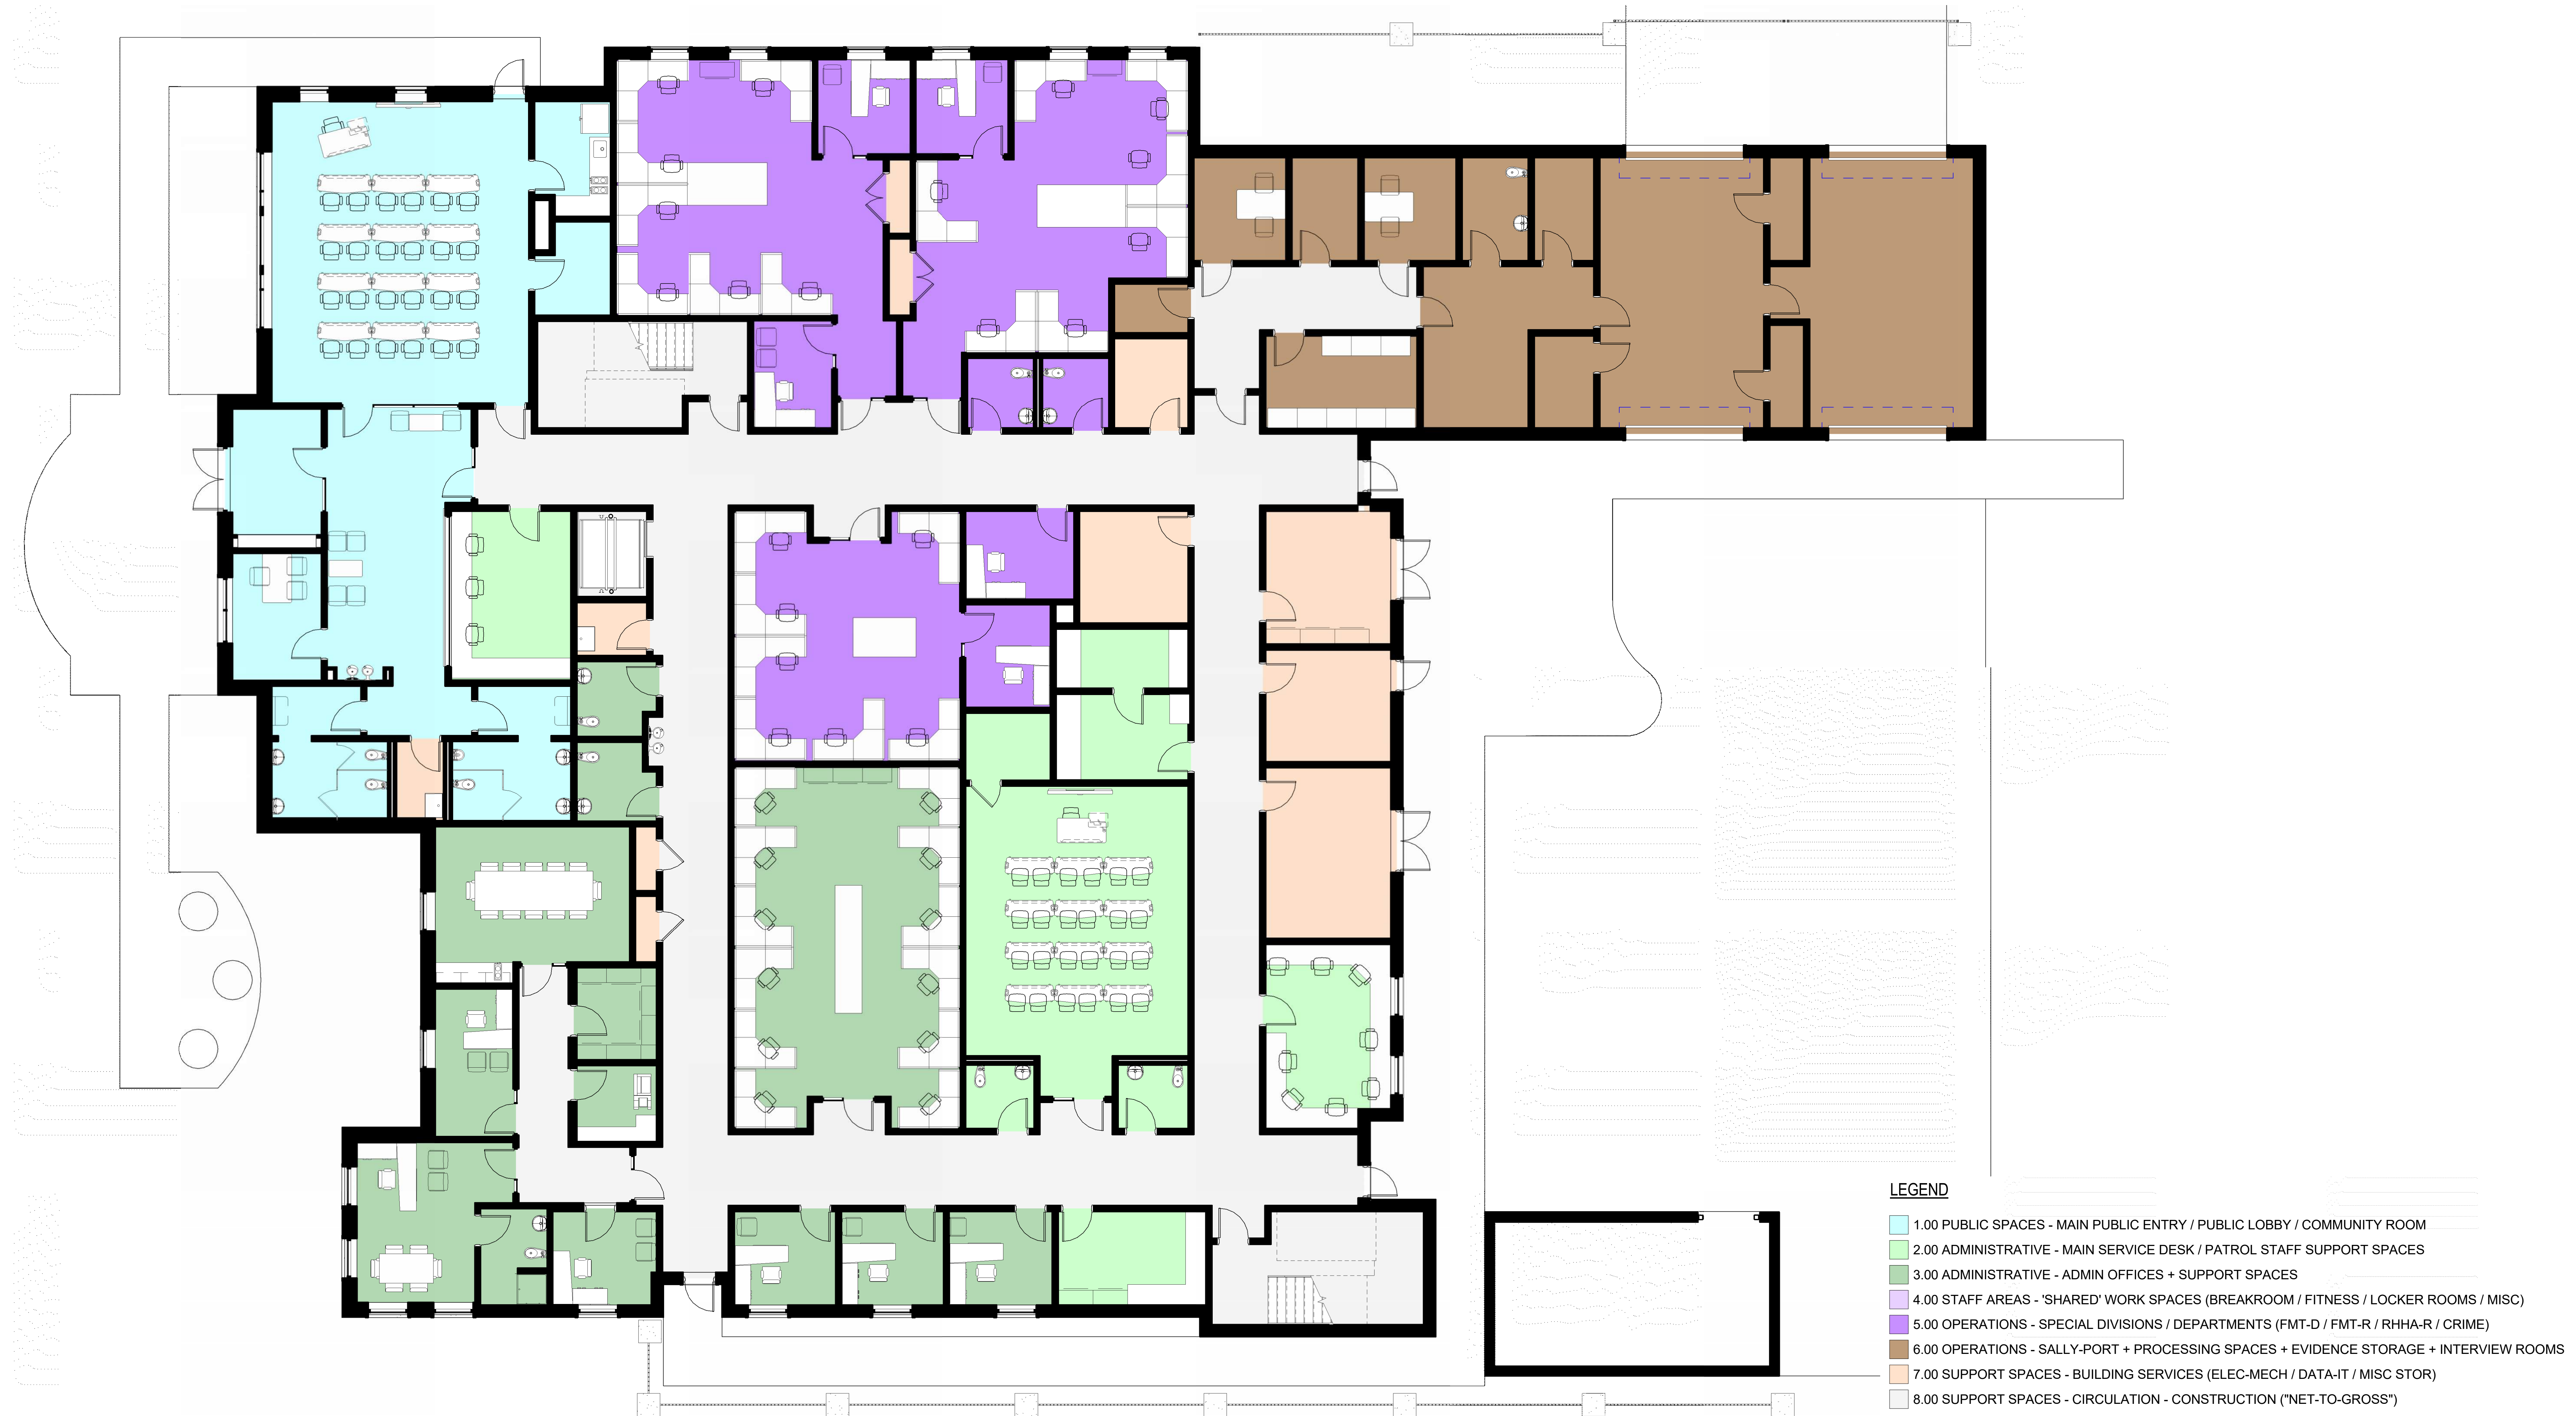 LEGEND
1.00 PUBLIC SPACES - MAIN PUBLIC ENTRY / PUBLIC LOBBY / COMMUNITY ROOM
2.00 ADMINISTRATIVE - MAIN SERVICE DESK / PATROL STAFF SUPPORT SPACES
3.00 ADMINISTRATIVE - ADMIN OFFICES + SUPPORT SPACES
4.00 STAFF AREAS - 'SHARED' WORK SPACES (BREAKROOM / FITNESS / LOCKER ROOMS / MISC)
5.00 OPERATIONS - SPECIAL DIVISIONS / DEPARTMENTS (FMT-D / FMT-R / RHHA-R / CRIME)
6.00 OPERATIONS - SALLY-PORT + PROCESSING SPACES + EVIDENCE STORAGE + INTERVIEW ROOMS
7.00 SUPPORT SPACES - BUILDING SERVICES (ELEC-MECH / DATA-IT / MISC STOR)
8.00 SUPPORT SPACES - CIRCULATION - CONSTRUCTION ("NET-TO-GROSS")